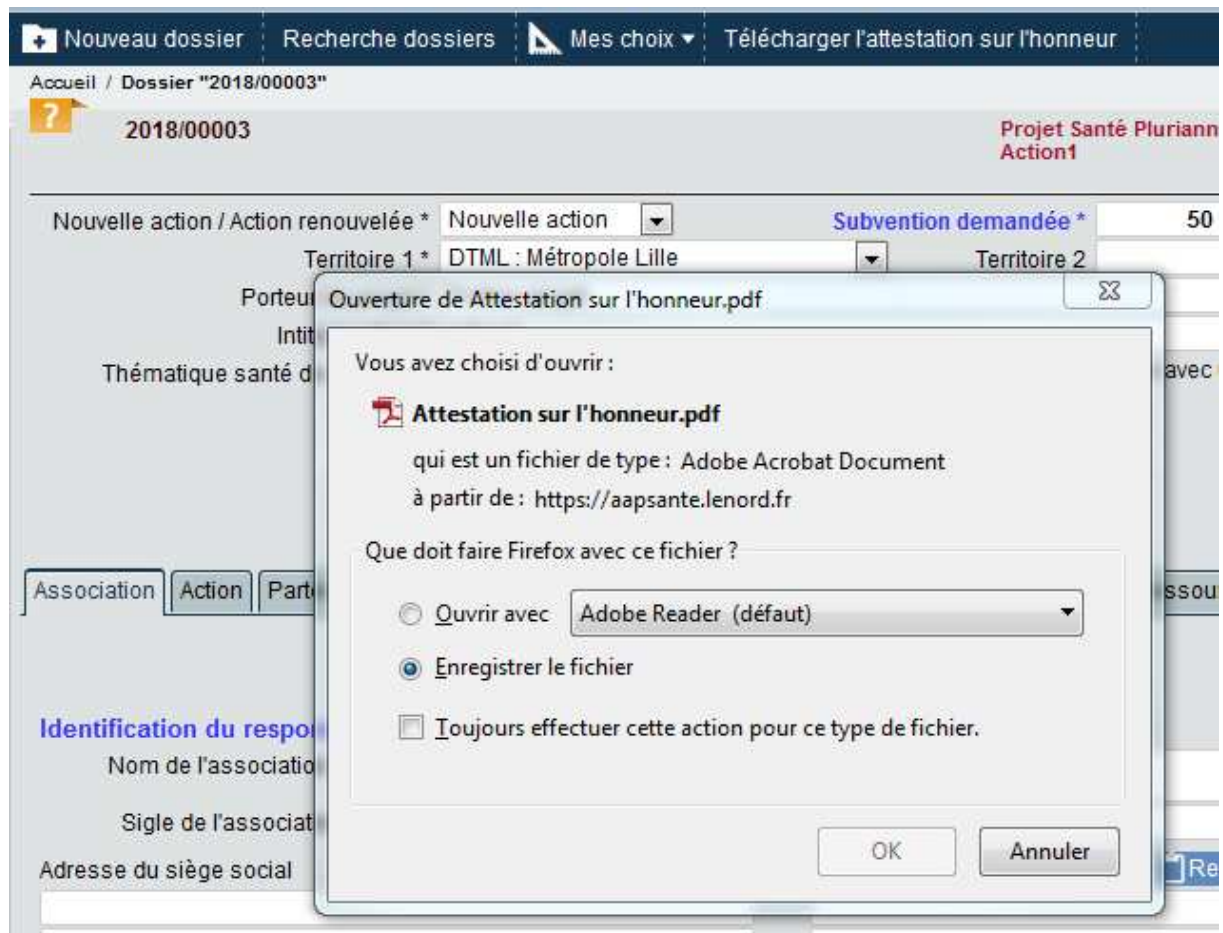 Nouveau dossier Recherche dossiers Mes choix Télécharger l'attestation sur l'honneur
Accueil / Dossier "2018/00003"
?
2018/00003
Projet Santé
Action1
Nouvelle action / Action renouvelée * Nouvelle action Subvention demandée * 50
Territoire 1 * DTML : Métropole Lille Territoire 2
Ouverture de Attestation sur l'honneur.pdf
Thématique santé avec
Vous avez choisi d'ouvrir :
Attestation sur l'honneur.pdf
qui est un fichier de type : Adobe Acrobat Document
à partir de : https://aapsante.lenord.fr
Que doit faire Firefox avec ce fichier ?
Association Action
Ouvrir avec Adobe Reader (défaut)
Enregistrer le fichier
Toujours effectuer cette action pour ce type de fichier.
Identification du
Nom de
Sigle de
OK Annuler
Adresse du siège social